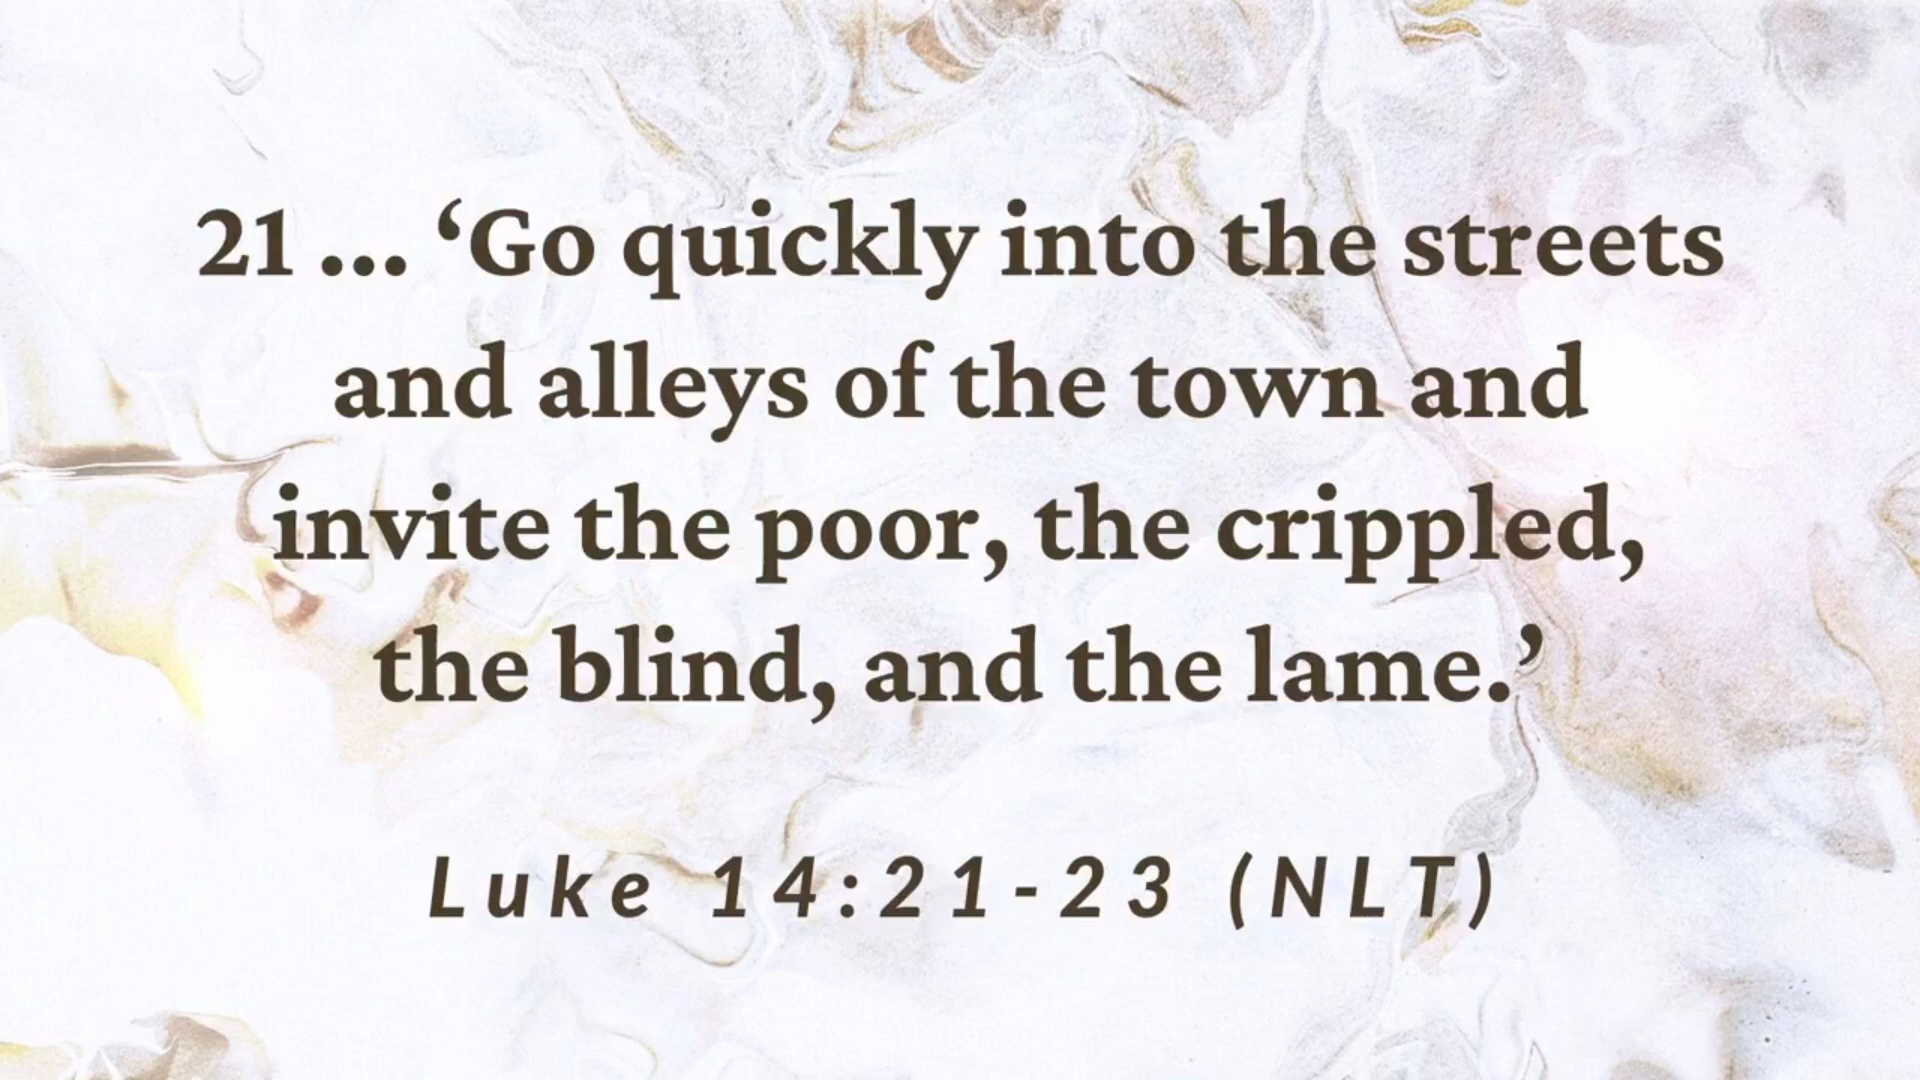 21 ... ‘Go quickly into the streets
and alleys of the town and
invite the poor, the crippled,
the blind, and the lame.’
Luke 14:21-23 (NLT)